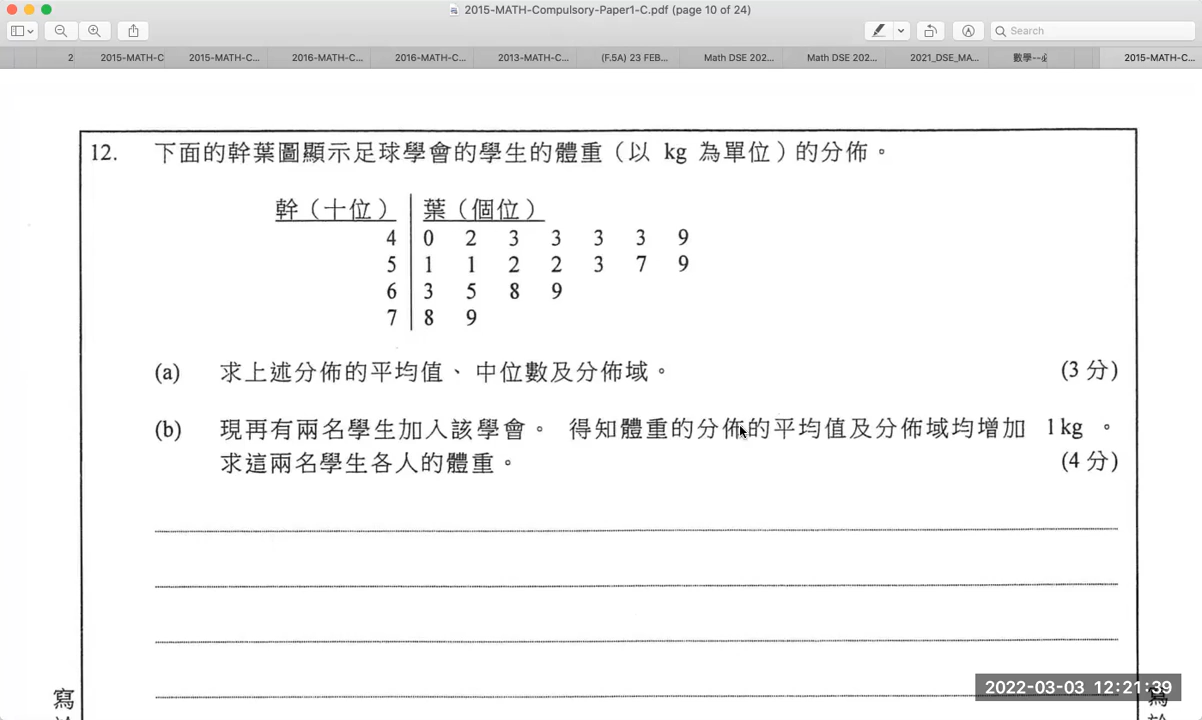 2015-MATH-Compulsory-Paper1-C.pdf (page 10 of 24)
Search
2 2015-MATH-C 2015-MATH-C... 2016-MATH-C... 2016-MATH-C... 2013-MATH-C... (F.5A) 23 FEB... Math DSE 202... Math DSE 202... 2021_DSE_MA... 數學--必 2015-MATH-C...
12. 下面的幹葉圖顯示足球學會的學生的體重(以 kg 為單位)的分佈。
幹(十位) 葉(個位)
4 0 2 3 3 3 3 9
5 1 1 2 2 3 7 9
6 3 5 8 9
7 8 9
(a) 求上述分佈的平均值、中位數及分佈域。 (3 分)
(b) 現再有兩名學生加入該學會。 得知體重的分佈的平均值及分佈域均增加 1 kg 。
求這兩名學生各人的體重。 (4 分)
2022-03-03 12:21:39
寫 寫